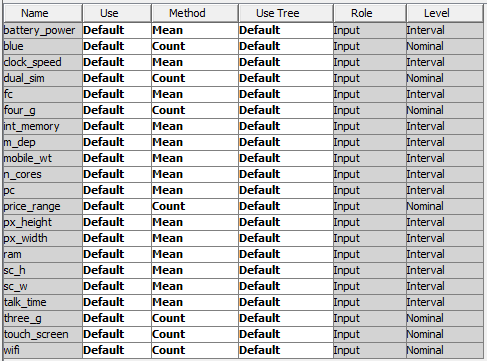 Name Use Method Use Tree Role Level
battery_power Default Mean Default Input Interval
blue Default Count Default Input Nominal
clock_speed Default Mean Default Input Interval
dual_sim Default Count Default Input Nominal
fc Default Mean Default Input Interval
four_g Default Count Default Input Nominal
int_memory Default Mean Default Input Interval
m_dep Default Mean Default Input Interval
mobile_wt Default Mean Default Input Interval
n_cores Default Mean Default Input Interval
pc Default Mean Default Input Interval
price_range Default Count Default Input Nominal
px_height Default Mean Default Input Interval
px_width Default Mean Default Input Interval
ram Default Mean Default Input Interval
sc_h Default Mean Default Input Interval
sc_w Default Mean Default Input Interval
talk_time Default Mean Default Input Interval
three_g Default Count Default Input Nominal
touch_screen Default Count Default Input Nominal
wifi Default Count Default Input Nominal